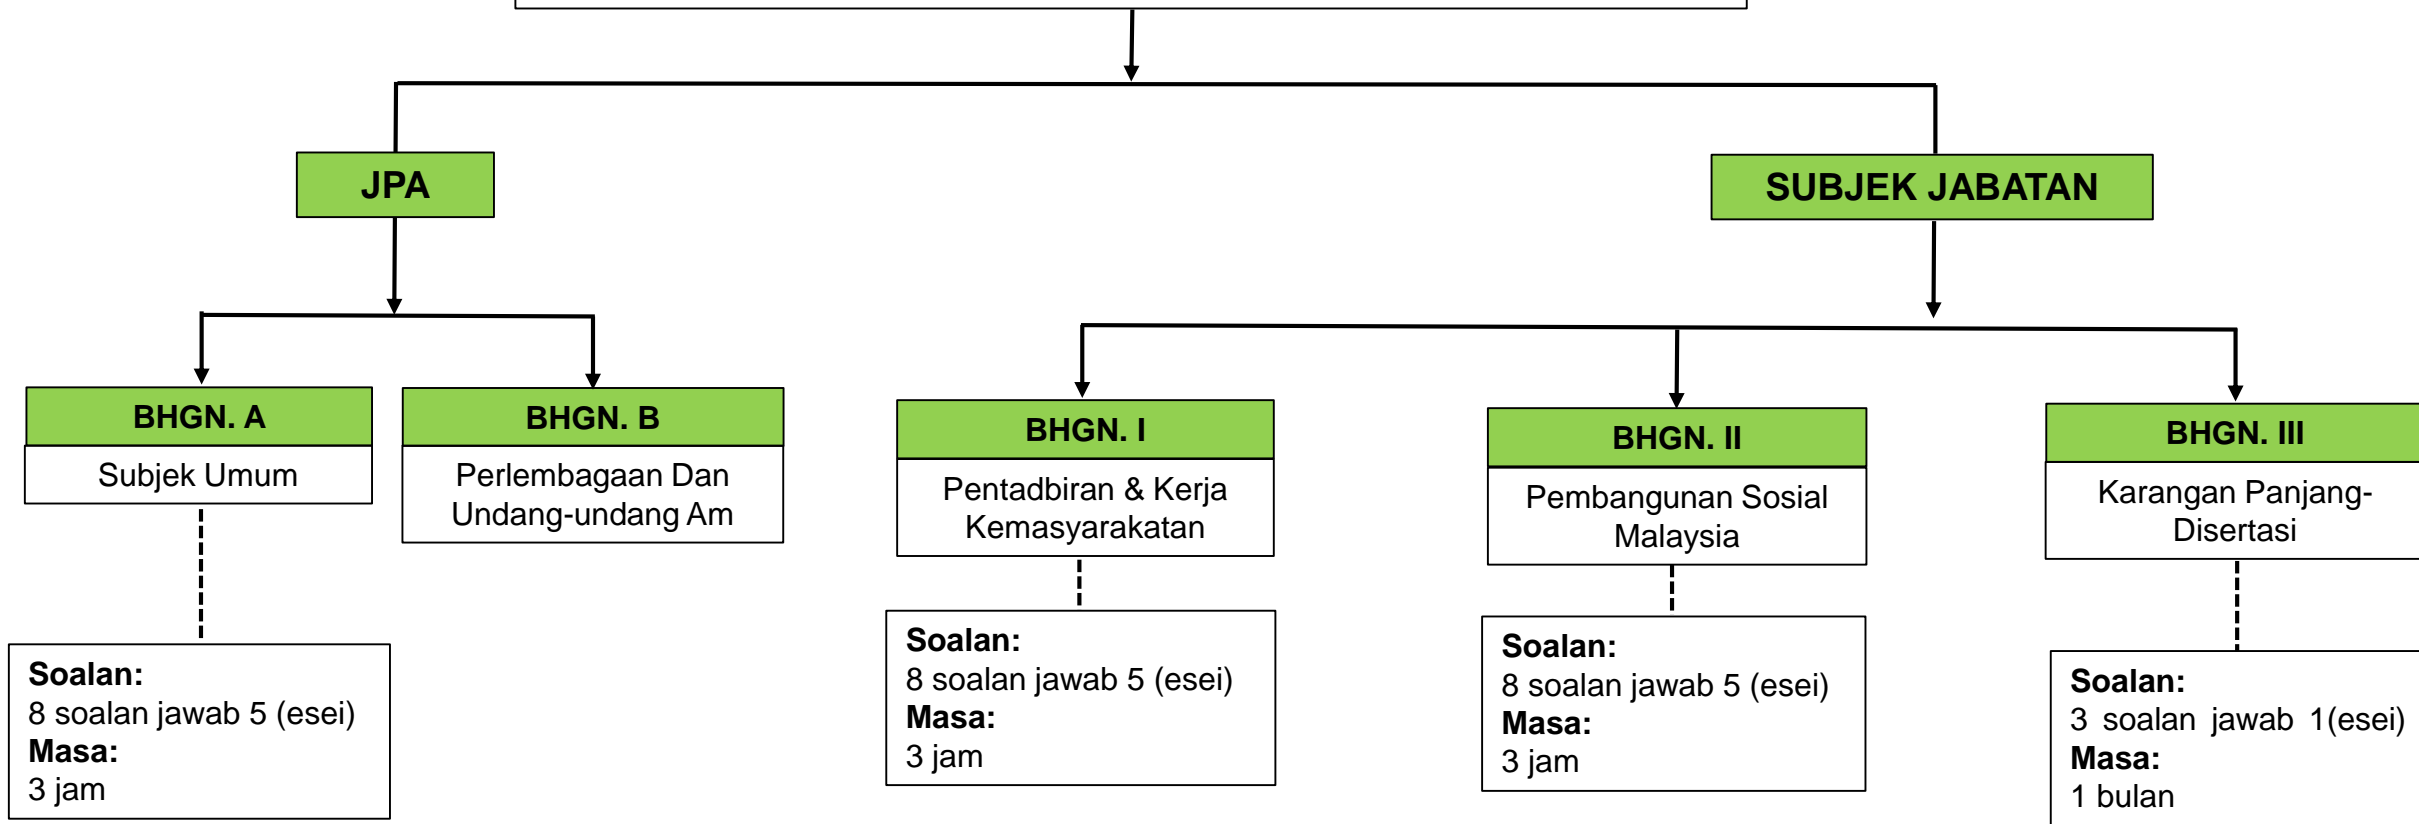 JPA
SUBJEK JABATAN
BHGN. A
Subjek Umum
BHGN. B
Perlembagaan Dan
Undang-undang Am
BHGN. I
Pentadbiran & Kerja
Kemasyarakatan
BHGN. II
Pembangunan Sosial
Malaysia
BHGN. III
Karangan Panjang-
Disertasi
Soalan:
8 soalan jawab 5 (esei)
Masa:
3 jam
Soalan:
8 soalan jawab 5 (esei)
Masa:
3 jam
Soalan:
8 soalan jawab 5 (esei)
Masa:
3 jam
Soalan:
3 soalan jawab 1(esei)
Masa:
1 bulan